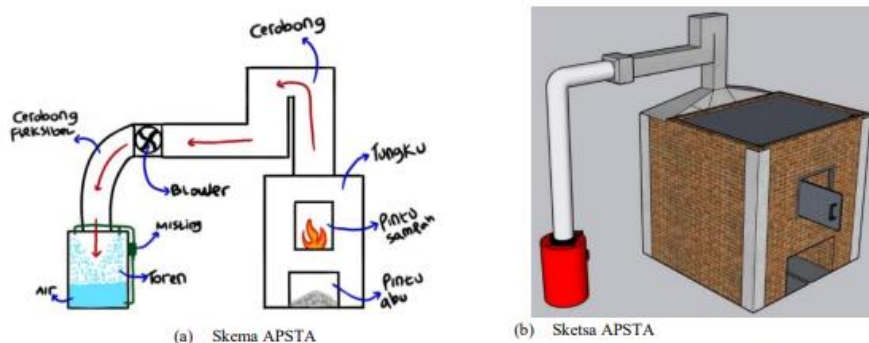 Cerobong
Cerobong
Fleksibel
Tungku
Blower
Misting
Pintu
sampah
Toren
Air
Pintu
abu
(a) Skema APSTA
(b) Sketsa APSTA